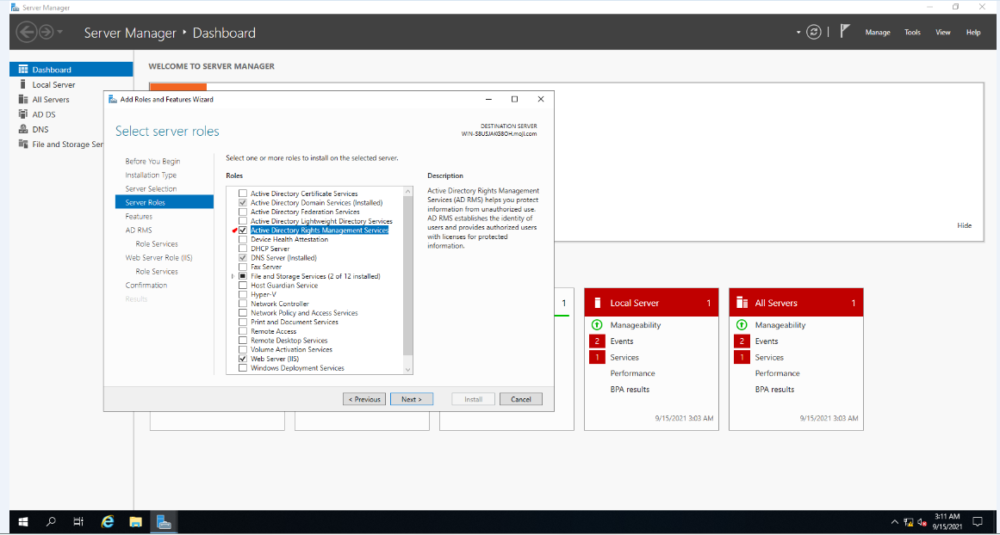 Server Manager
Server Manager ‣ Dashboard
Manage Tools View Help
Dashboard
Local Server
All Servers
AD DS
DNS
File and Storage Ser
WELCOME TO SERVER MANAGER
Add Roles and Features Wizard
Select server roles
DESTINATION SERVER
WIN-S8USJAKG8OH.moji.com
Before You Begin
Installation Type
Server Selection
Server Roles
Features
AD RMS
Role Services
Web Server Role (IIS)
Role Services
Confirmation
Results
Select one or more roles to install on the selected server.
Roles
Active Directory Certificate Services
Active Directory Domain Services (Installed)
Active Directory Federation Services
Active Directory Lightweight Directory Services
Active Directory Rights Management Services
Device Health Attestation
DHCP Server
DNS Server (Installed)
Fax Server
File and Storage Services (2 of 12 installed)
Host Guardian Service
Hyper-V
Network Controller
Network Policy and Access Services
Print and Document Services
Remote Access
Remote Desktop Services
Volume Activation Services
Web Server (IIS)
Windows Deployment Services
Description
Active Directory Rights Management
Services (AD RMS) helps you protect
information from unauthorized use.
AD RMS establishes the identity of
users and provides authorized users
with licenses for protected
information.
< Previous Next > Install Cancel
Hide
1
Local Server 1
Manageability
2 Events
1 Services
Performance
BPA results
9/15/2021 3:03 AM
All Servers 1
Manageability
2 Events
1 Services
Performance
BPA results
9/15/2021 3:03 AM
3:11 AM
9/15/2021